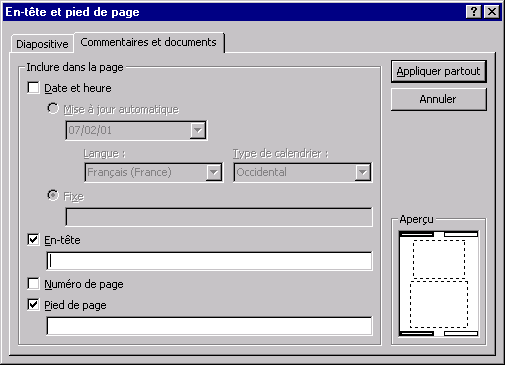 En-tête et pied de page
Diapositive Commentaires et documents
Inclure dans la page
Appliquer partout
Date et heure
Annuler
Mise à jour automatique
07/02/01
Langue : Type de calendrier :
Français (France) Occidental
Fixe
Aperçu
En-tête
Numéro de page
Pied de page